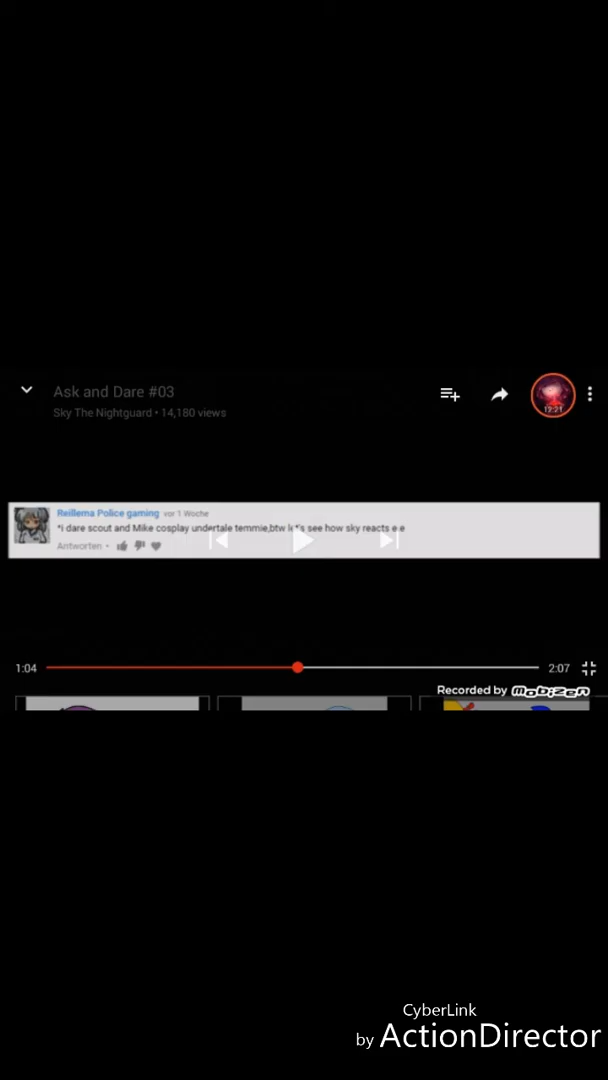 Ask and Dare #03
Sky The Nightguard • 14,180 views
12:21
Reillema Police gaming vor 1 Woche
*i dare scout and Mike cosplay undertale temmie,btw let's see how sky reacts e e
Antworten •
1:04
2:07
Recorded by Mobizen
CyberLink
by ActionDirector